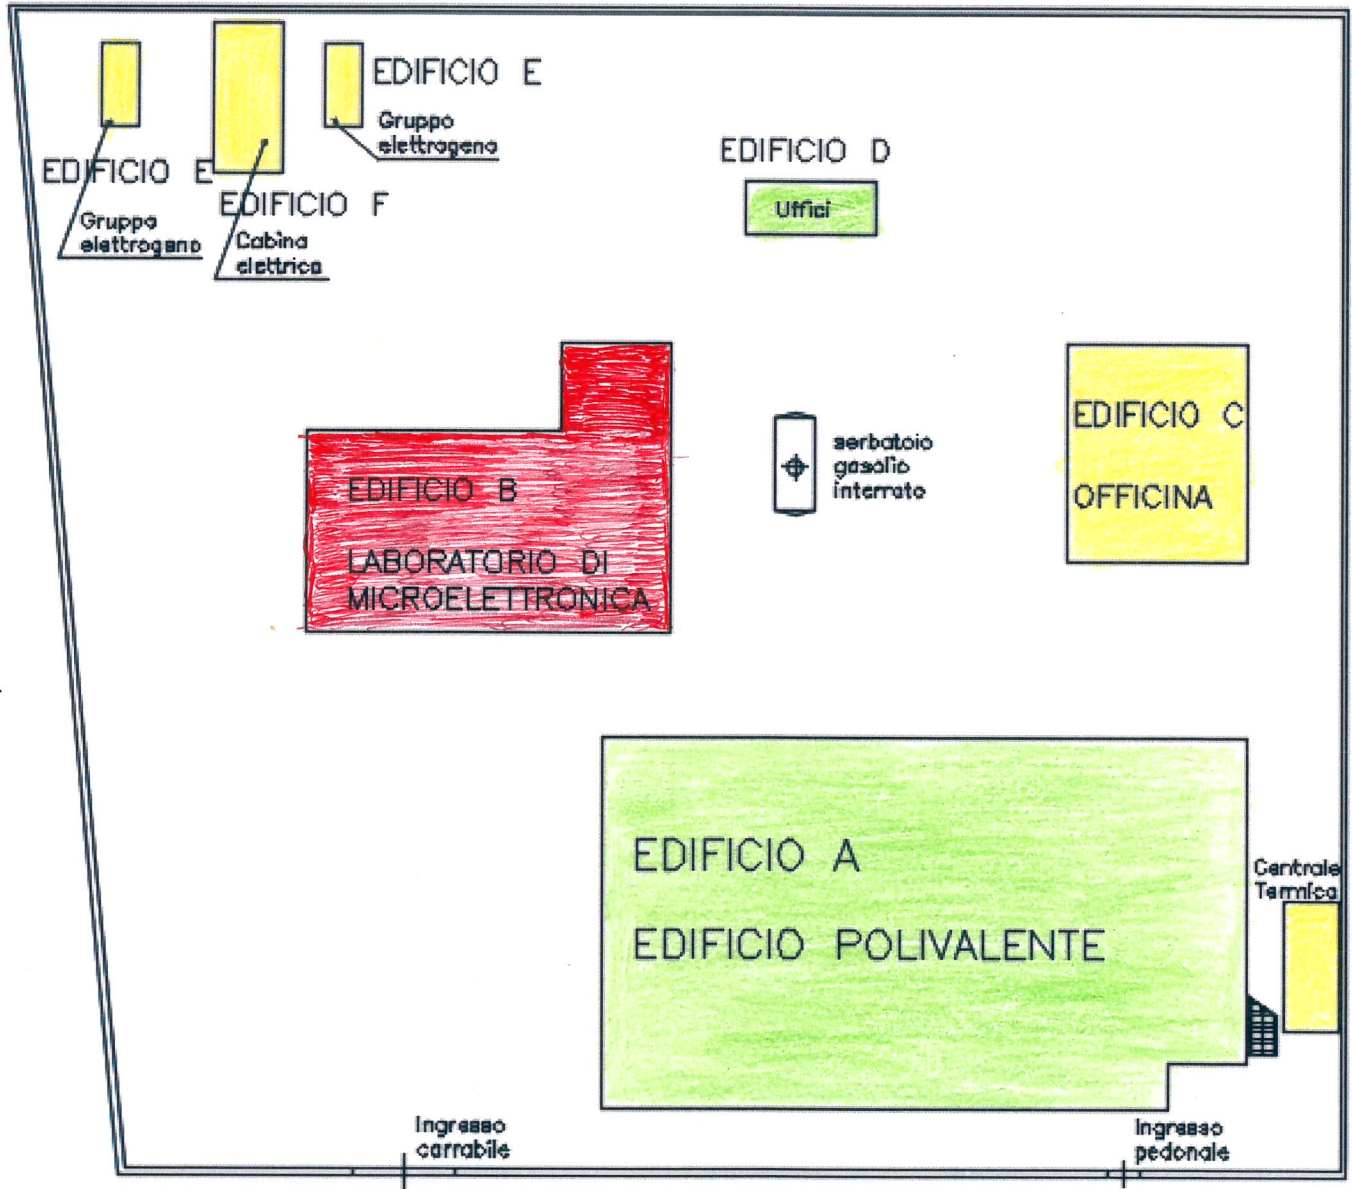 EDIFICIO E
Gruppo
elettrogeno
EDIFICIO E
Gruppo
elettrogeno
EDIFICIO F
Cabina
elettrica
EDIFICIO D
Uffici
EDIFICIO B
LABORATORIO DI
MICROELETTRONICA
serbatoio
gasolio
interrato
EDIFICIO C
OFFICINA
EDIFICIO A
EDIFICIO POLIVALENTE
Centrale
Termica
Ingresso
carrabile
Ingresso
pedonale